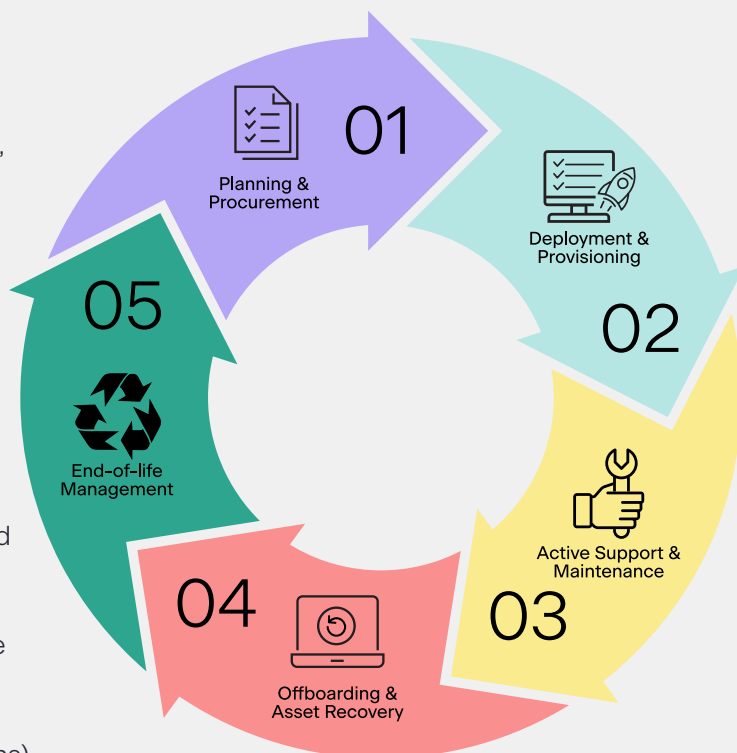 01
Planning &
Procurement
Deployment &
Provisioning
02
Active Support &
Maintenance
03
04
Offboarding &
Asset Recovery
05
End-of-life
Management